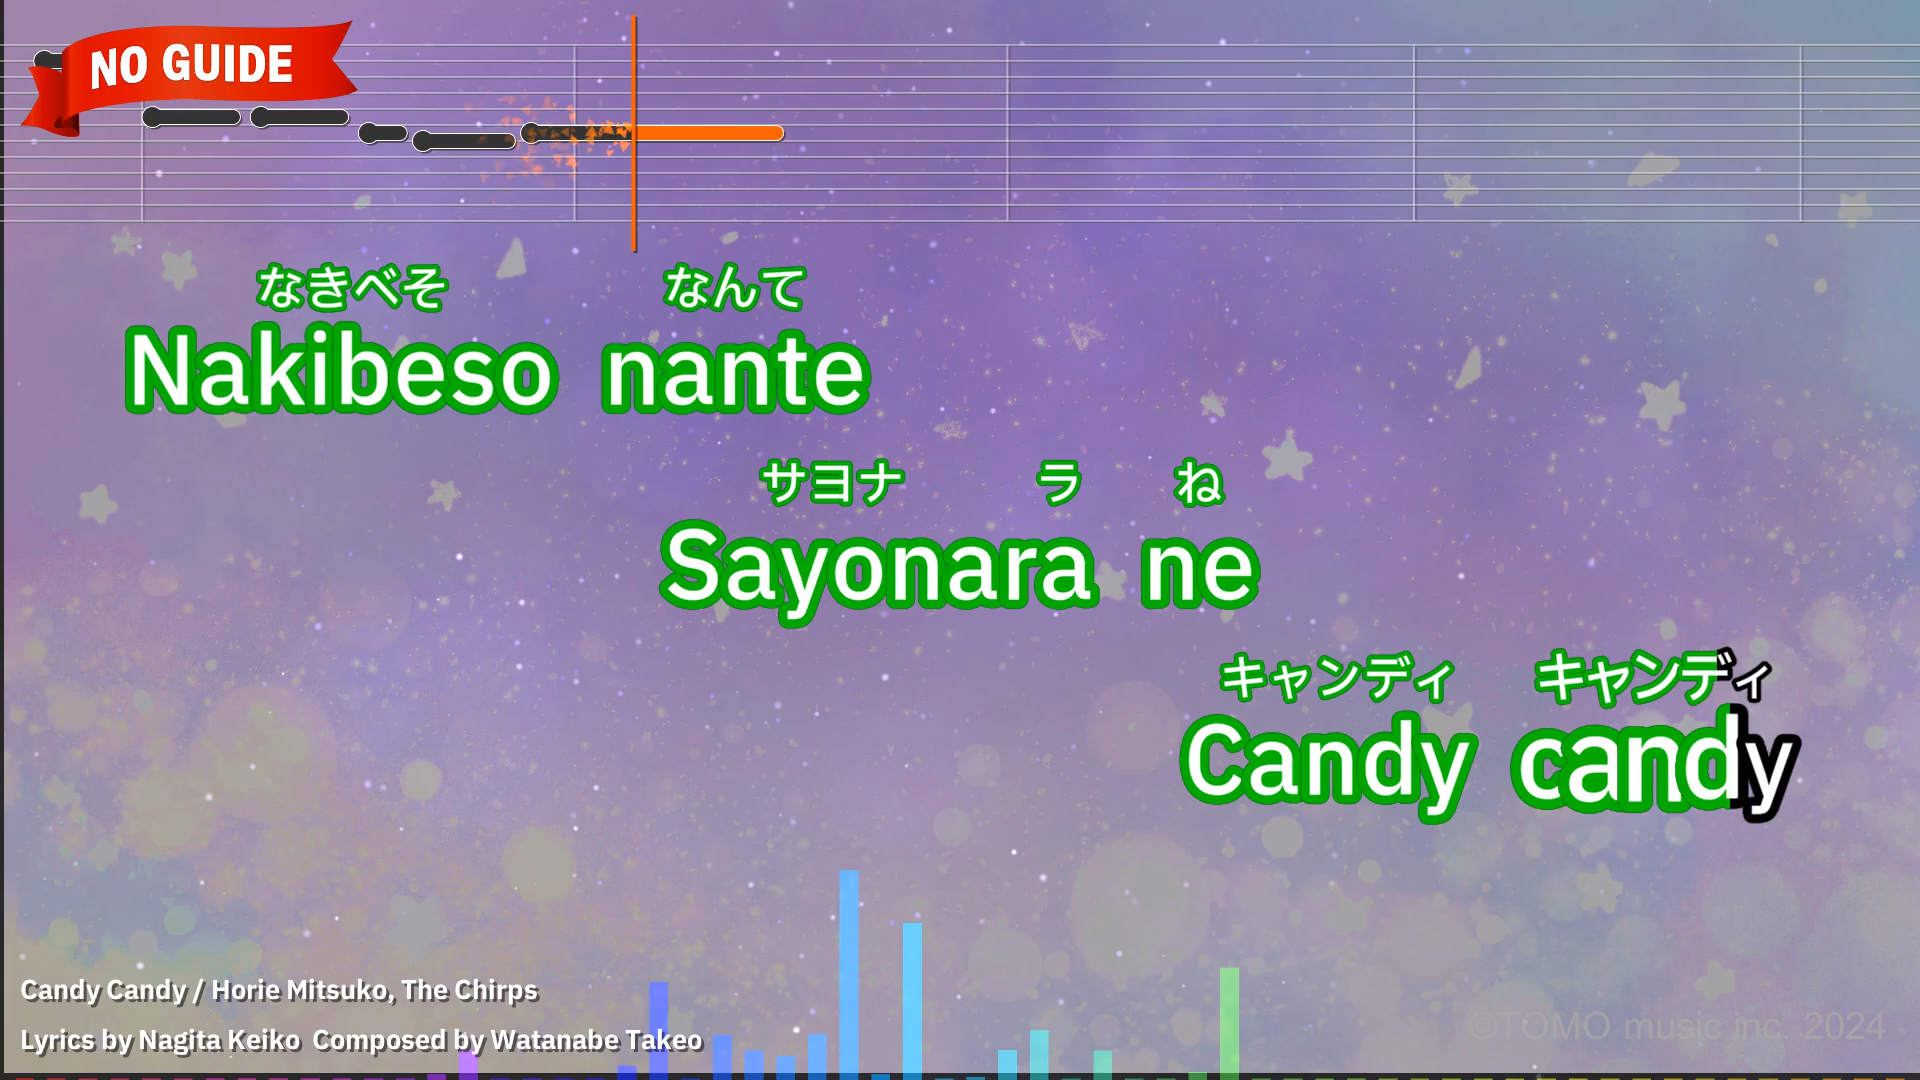 NO GUIDE
なきべそ なんて
Nakibeso nante
サヨナ ラ ね
Sayonara ne
キャンディ キャンディ
Candy candy
Candy Candy / Horie Mitsuko, The Chirps
Lyrics by Nagita Keiko Composed by Watanabe Takeo
©TOMO music inc. 2024